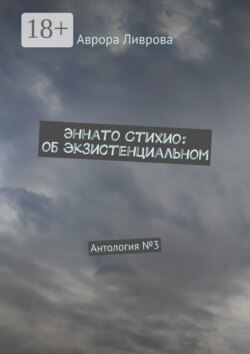 18+
Аврора Ливрова
ЭННАТО СТИХИО:
ОБ ЭКЗИСТЕНЦИАЛЬНОМ
Антология №3